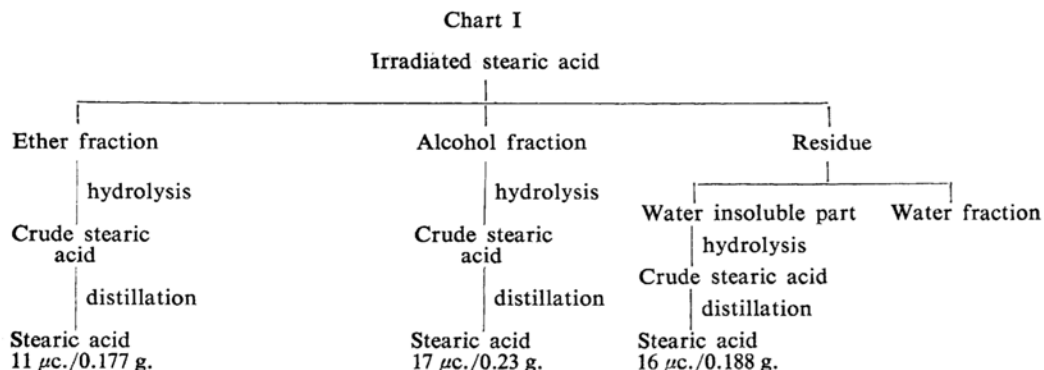 Chart I
Irradiated stearic acid
Ether fraction
Alcohol fraction
Residue
hydrolysis
hydrolysis
Water insoluble part
Water fraction
Crude stearic
acid
Crude stearic
acid
hydrolysis
Crude stearic acid
distillation
distillation
distillation
Stearic acid
11 μc./0.177 g.
Stearic acid
17 μc./0.23 g.
Stearic acid
16 μc./0.188 g.